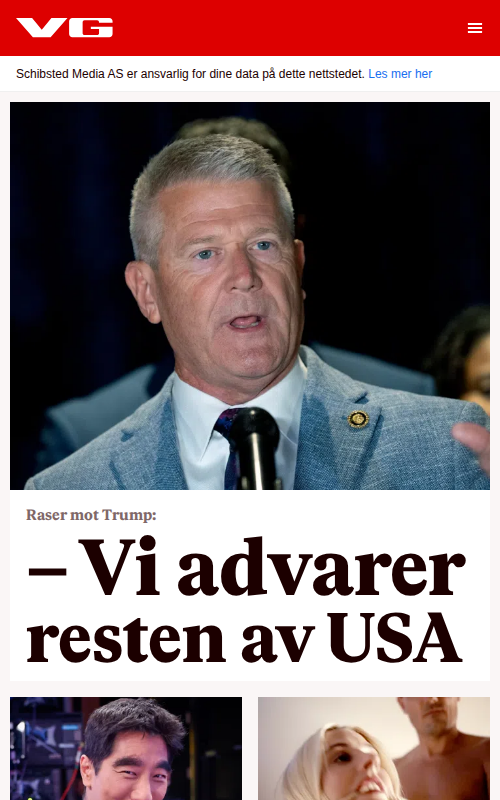 VG
Schibsted Media AS er ansvarlig for dine data på dette nettstedet. Les mer her
Raser mot Trump:
– Vi advarer
resten av USA